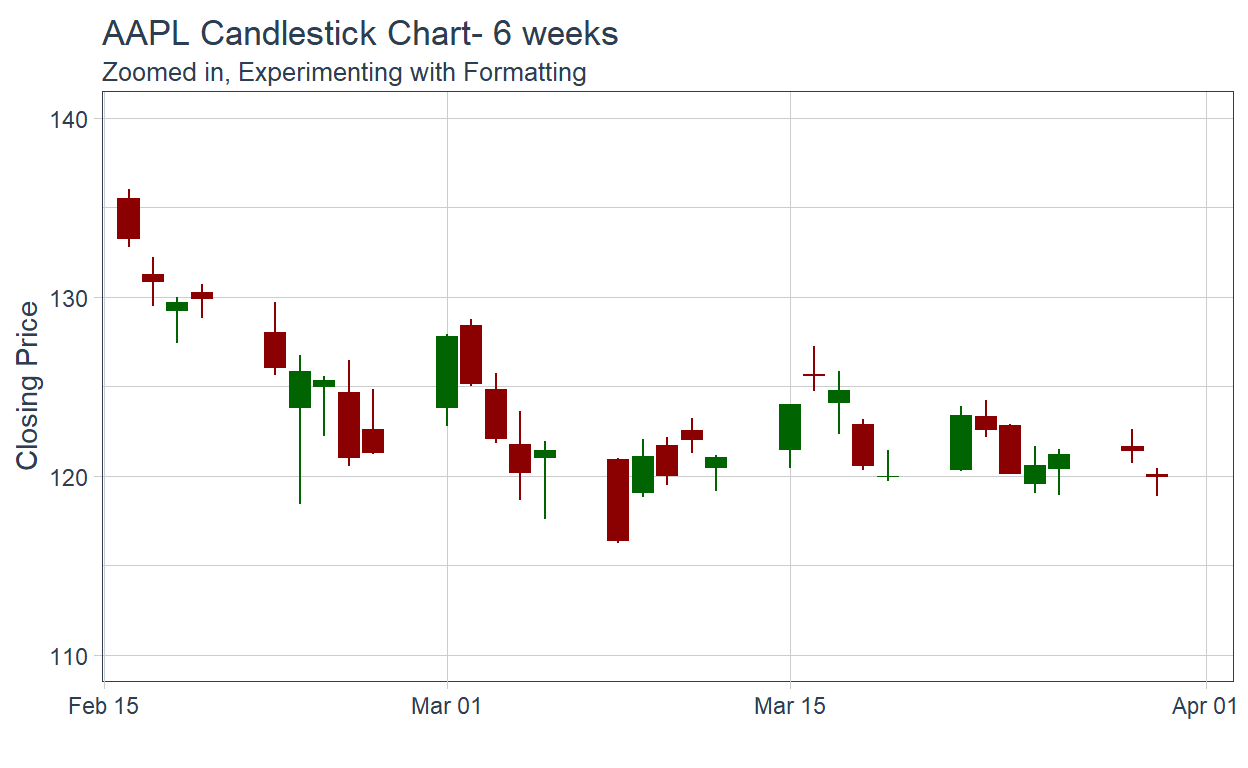 AAPL Candlestick Chart- 6 weeks
Zoomed in, Experimenting with Formatting
Closing Price
140
130
120
110
Feb 15
Mar 01
Mar 15
Apr 01